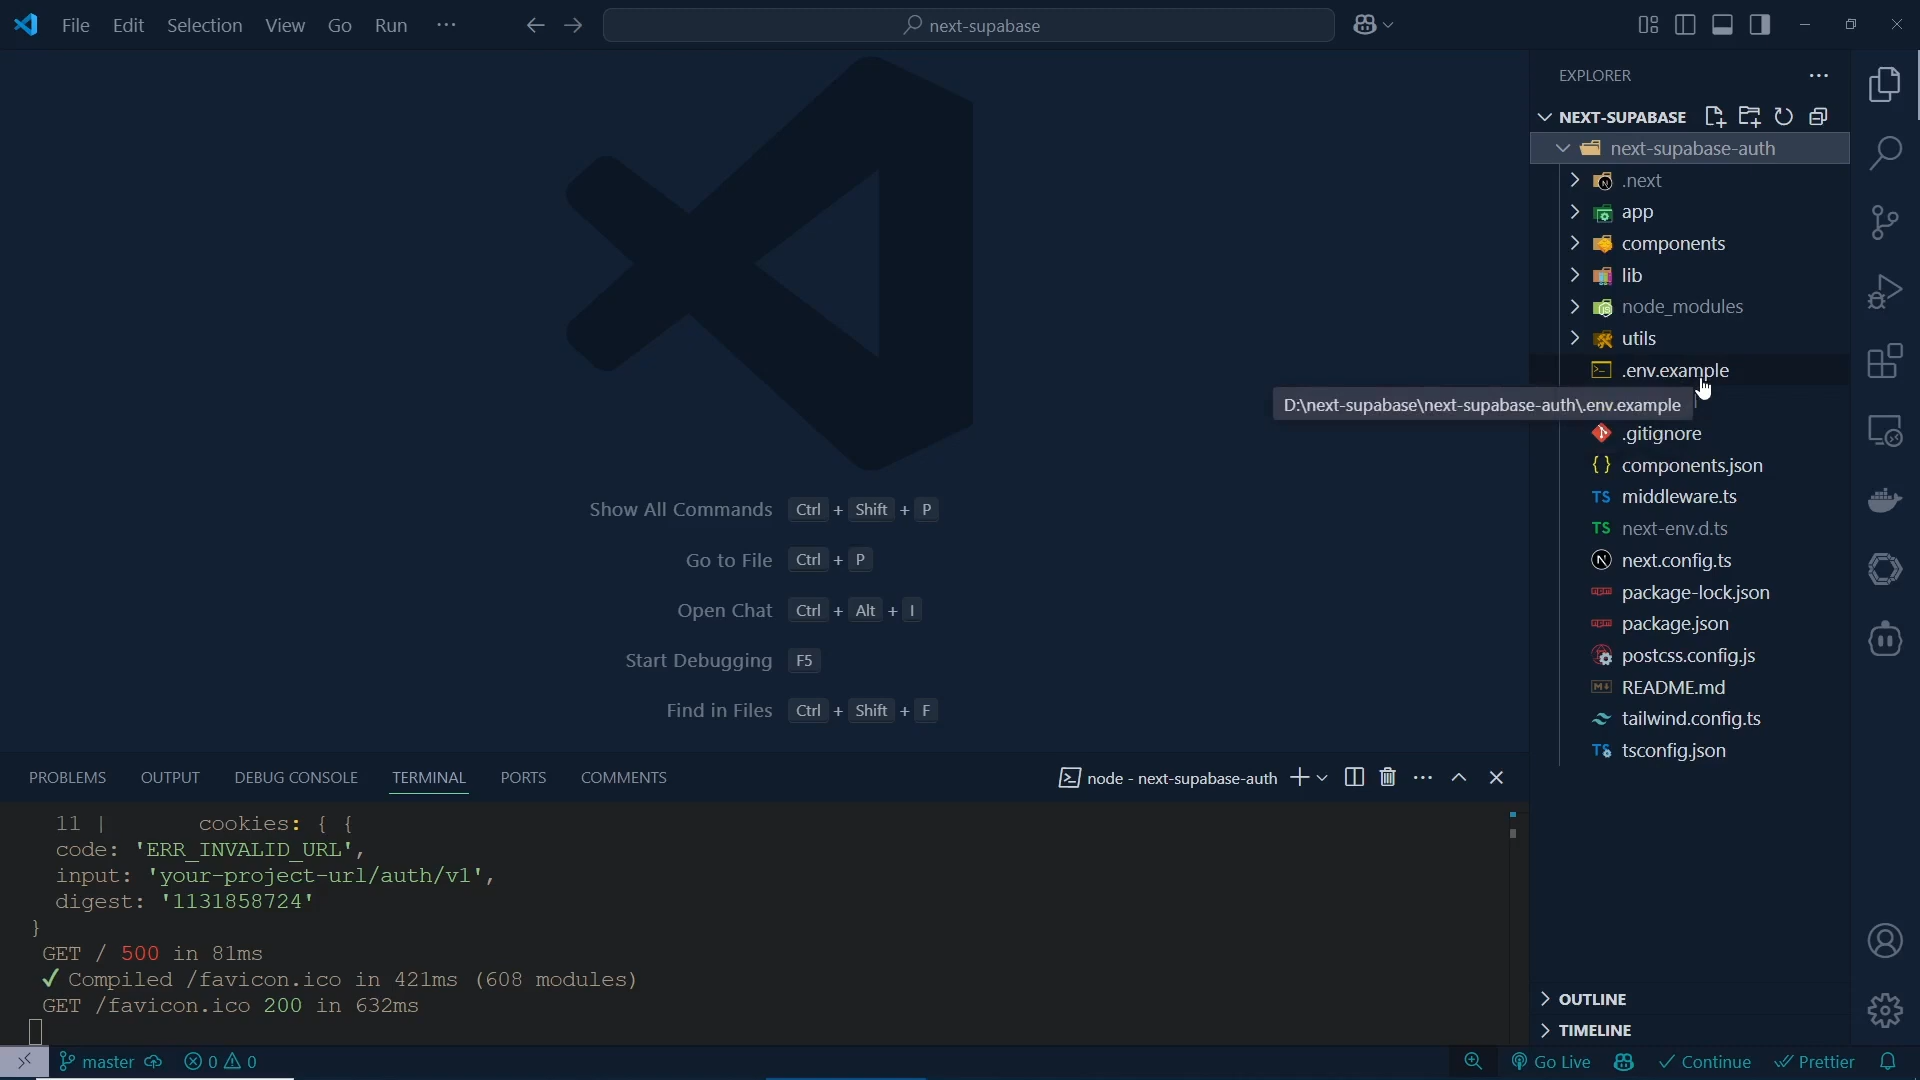 File Edit Selection View Go Run ···
next-supabase
EXPLORER
NEXT-SUPABASE
next-supabase-auth
.next
app
components
lib
node_modules
utils
.env.example
D:\next-supabase\next-supabase-auth\.env.example
.gitignore
components.json
middleware.ts
next-env.d.ts
next.config.ts
package-lock.json
package.json
postcss.config.js
README.md
tailwind.config.ts
tsconfig.json
OUTLINE
TIMELINE
Show All Commands Ctrl + Shift + P
Go to File Ctrl + P
Open Chat Ctrl + Alt + I
Start Debugging F5
Find in Files Ctrl + Shift + F
PROBLEMS OUTPUT DEBUG CONSOLE TERMINAL PORTS COMMENTS
node - next-supabase-auth
11 | cookies: { {
code: 'ERR_INVALID_URL',
input: 'your-project-url/auth/v1',
digest: '1131858724'
}
GET / 500 in 81ms
✓ Compiled /favicon.ico in 421ms (608 modules)
GET /favicon.ico 200 in 632ms
master 0 0
Go Live Continue Prettier